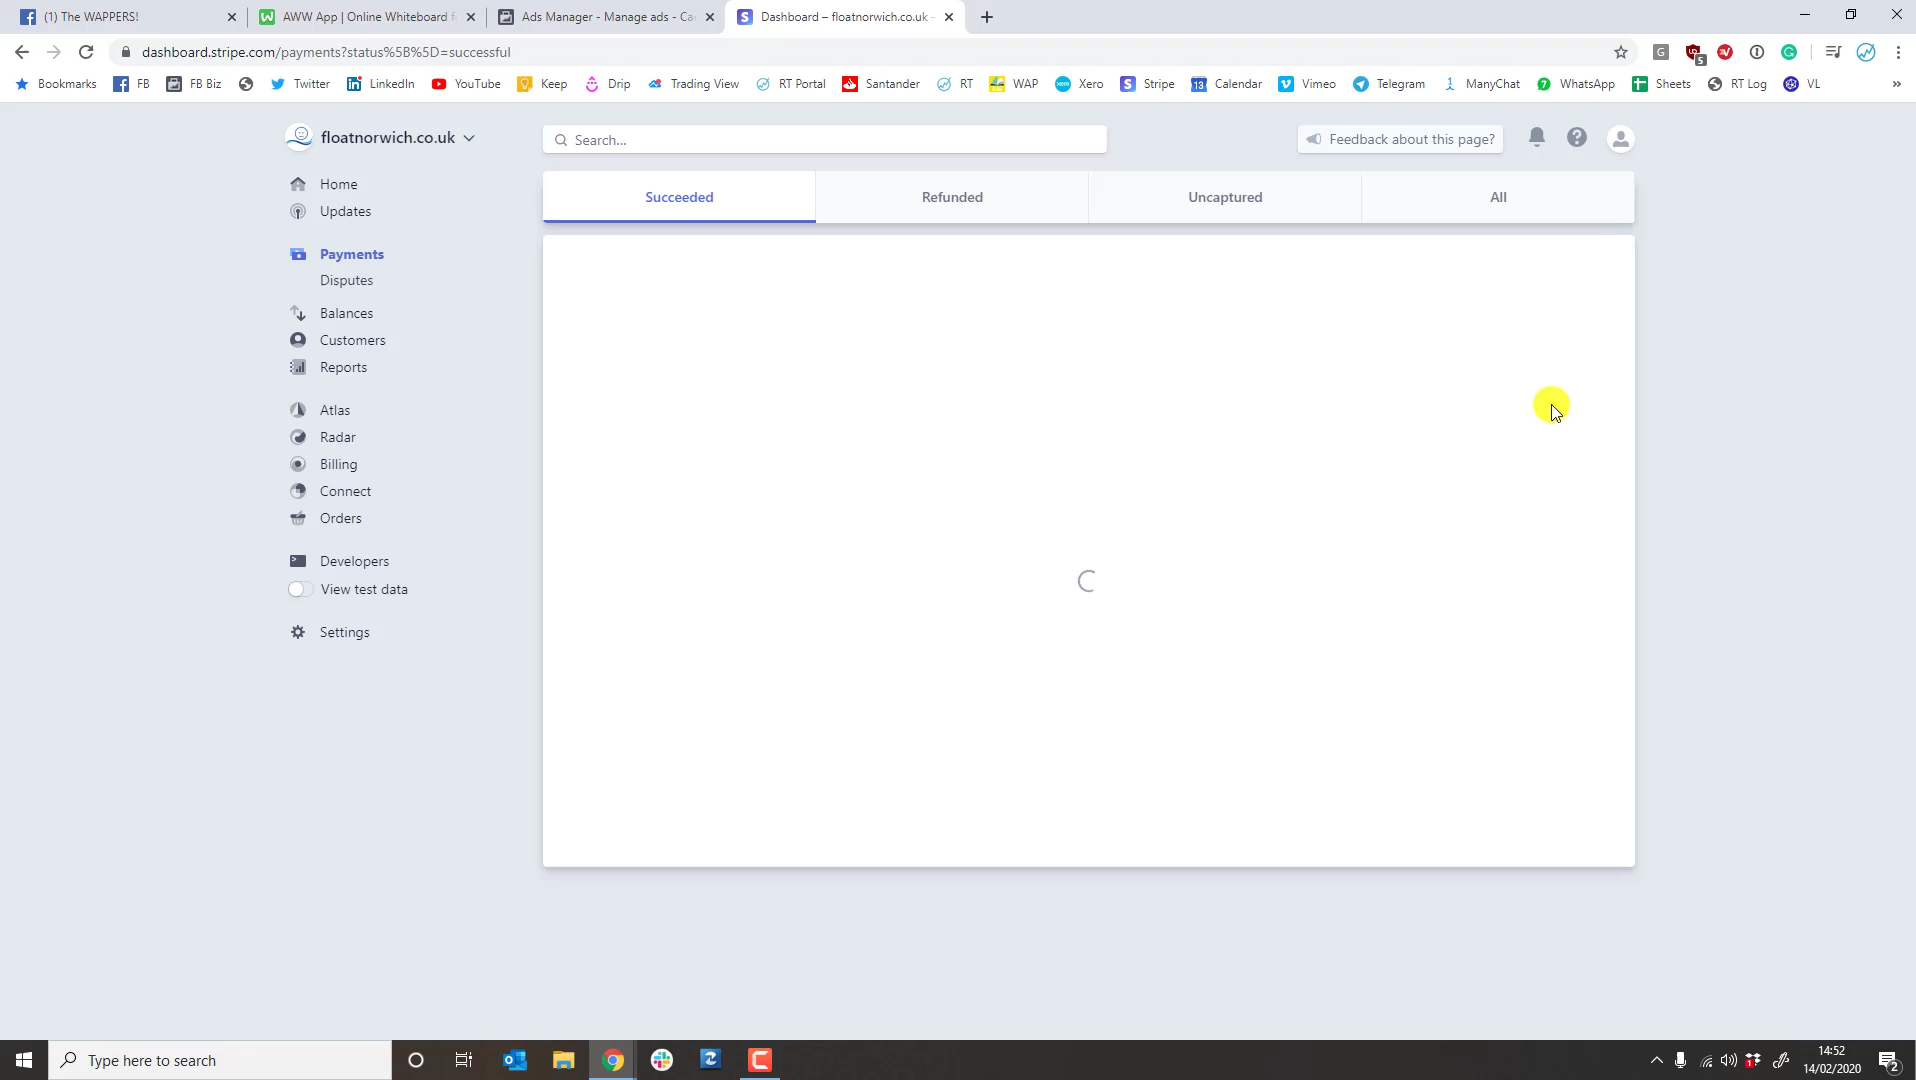 (1) The WAPPERS!
AWW App | Online Whiteboard f
Ads Manager - Manage ads - Ca
Dashboard – floatnorwich.co.uk –
dashboard.stripe.com/payments?status%5B%5D=successful
Bookmarks FB FB Biz Twitter LinkedIn YouTube Keep Drip Trading View RT Portal Santander RT WAP Xero Stripe 13 Calendar Vimeo Telegram ManyChat 7 WhatsApp Sheets RT Log VL »
floatnorwich.co.uk
Search...
Feedback about this page?
Succeeded Refunded Uncaptured All
Home
Updates
Payments
Disputes
Balances
Customers
Reports
Atlas
Radar
Billing
Connect
Orders
Developers
View test data
Settings
Type here to search
14:52
14/02/2020
2